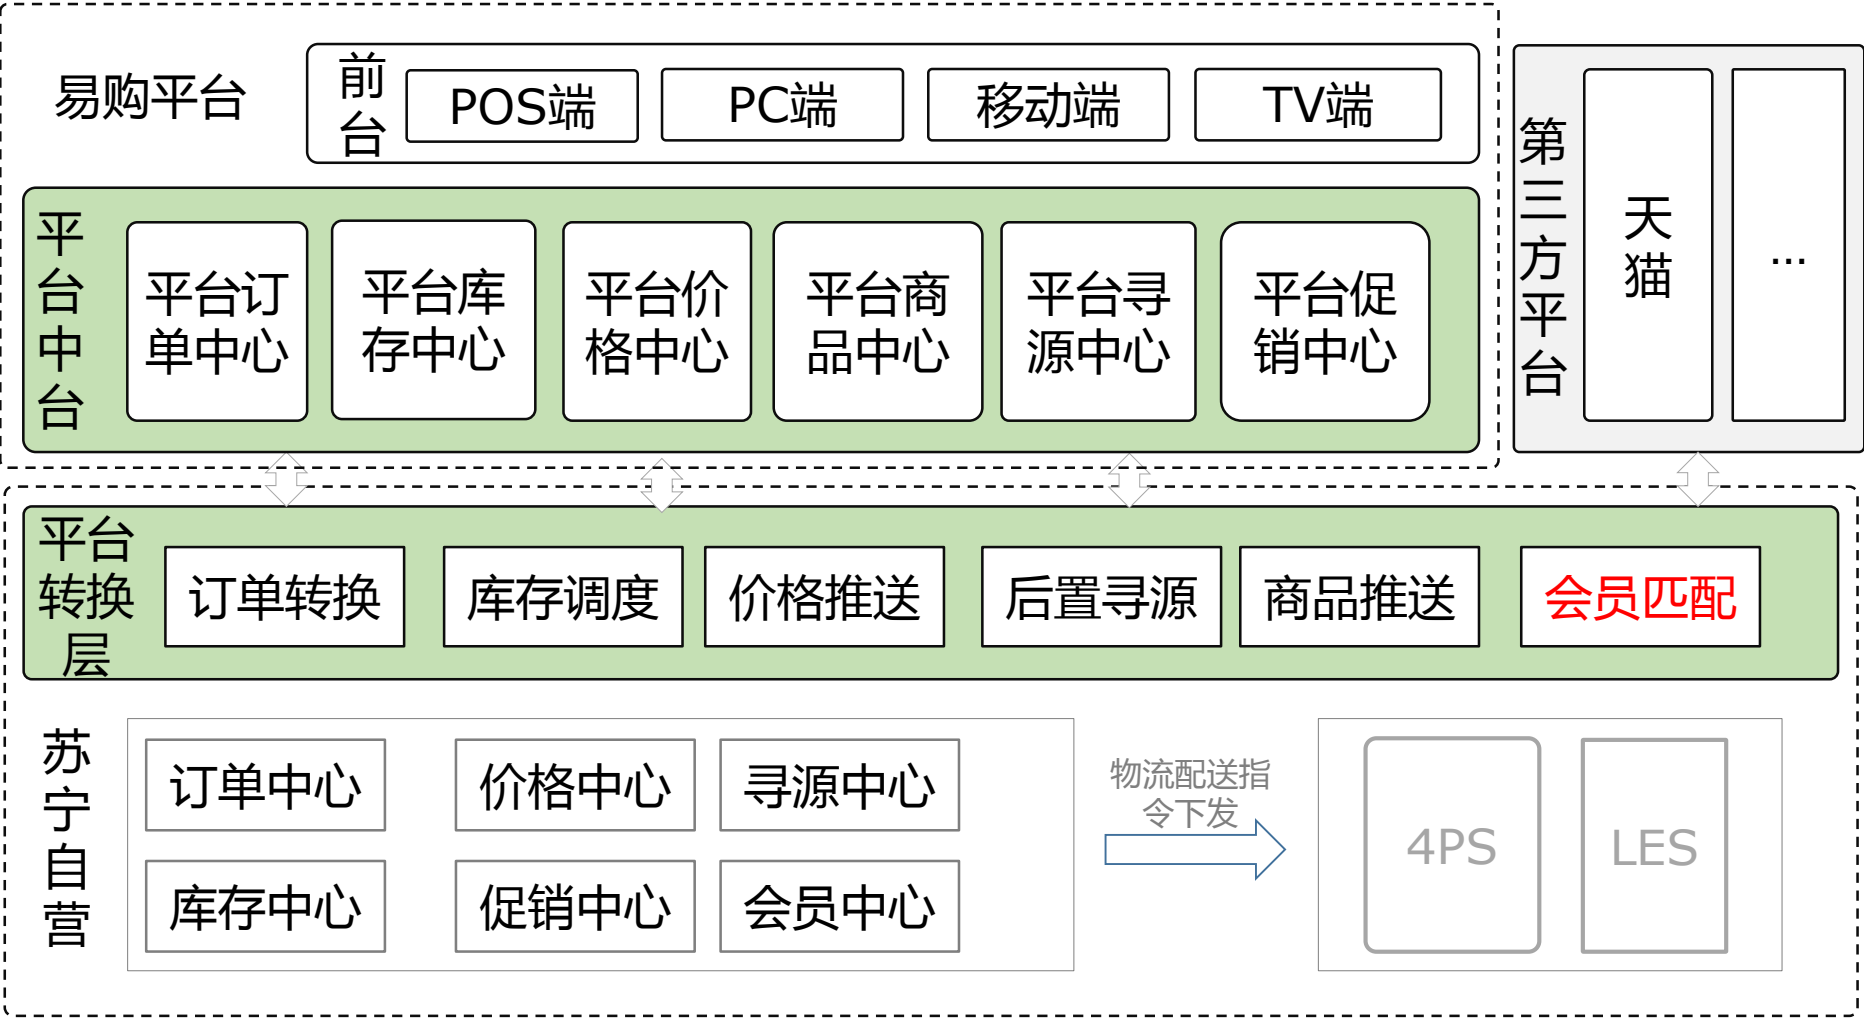 易购平台
前
台
POS端
PC端
移动端
TV端
平
台
中
台
平台订
单中心
平台库
存中心
平台价
格中心
平台商
品中心
平台寻
源中心
平台促
销中心
第
三
方
平
台
天
猫
...
平台
转换
层
订单转换
库存调度
价格推送
后置寻源
商品推送
会员匹配
苏
宁
自
营
订单中心
价格中心
寻源中心
库存中心
促销中心
会员中心
物流配送指
令下发
4PS
LES